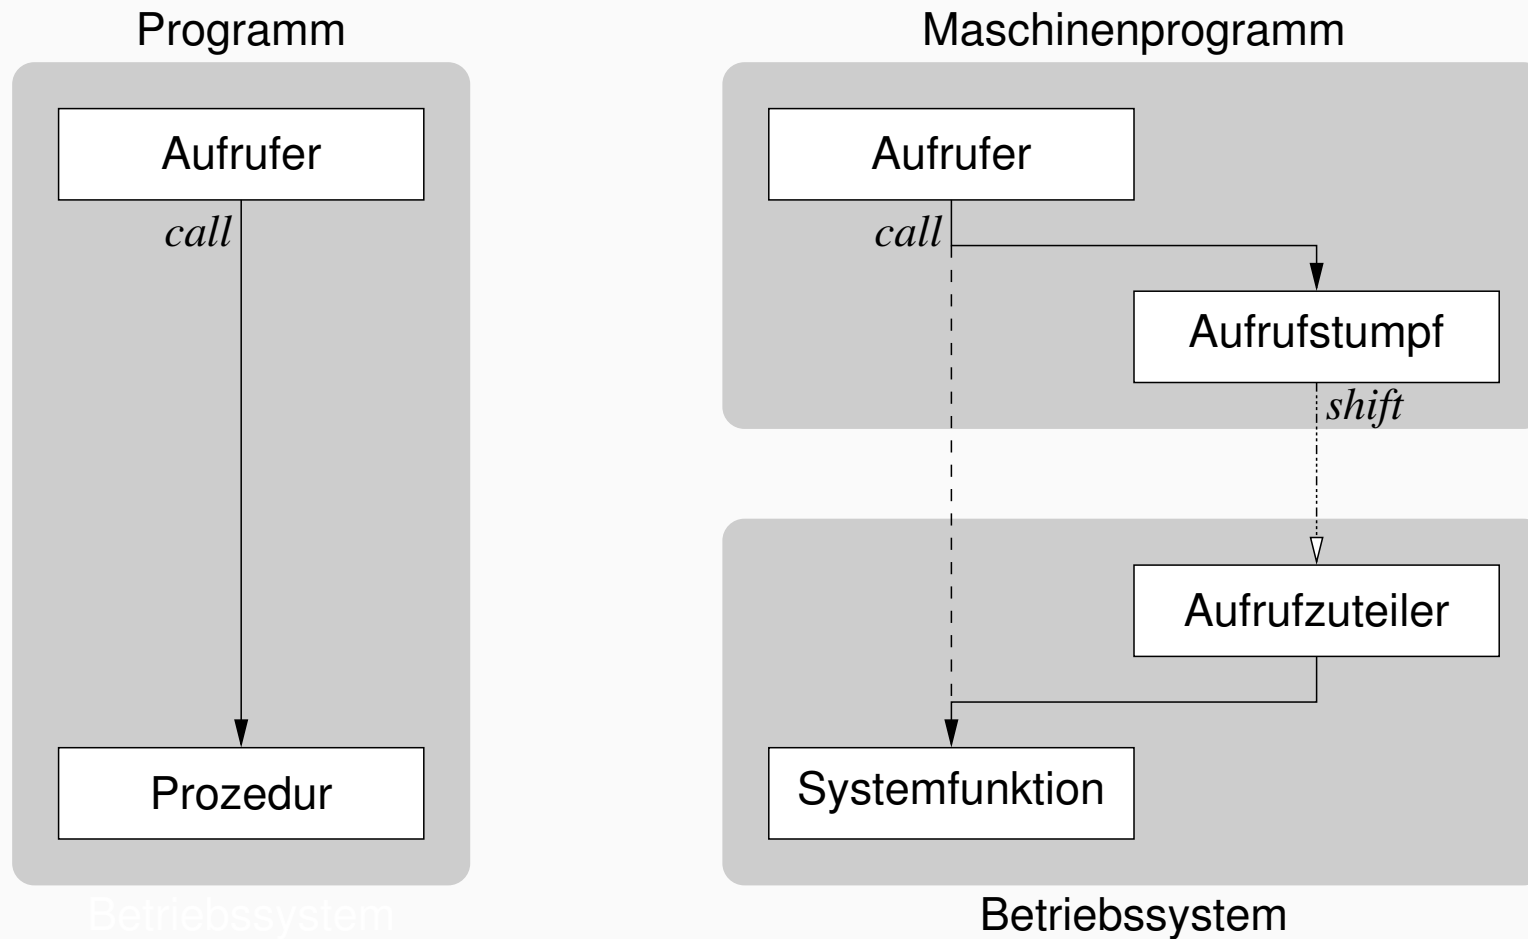 Programm
Aufrufer
call
Prozedur
Betriebssystem
Maschinenprogramm
Aufrufer
call
Aufrufstumpf
shift
Aufrufzuteiler
Systemfunktion
Betriebssystem